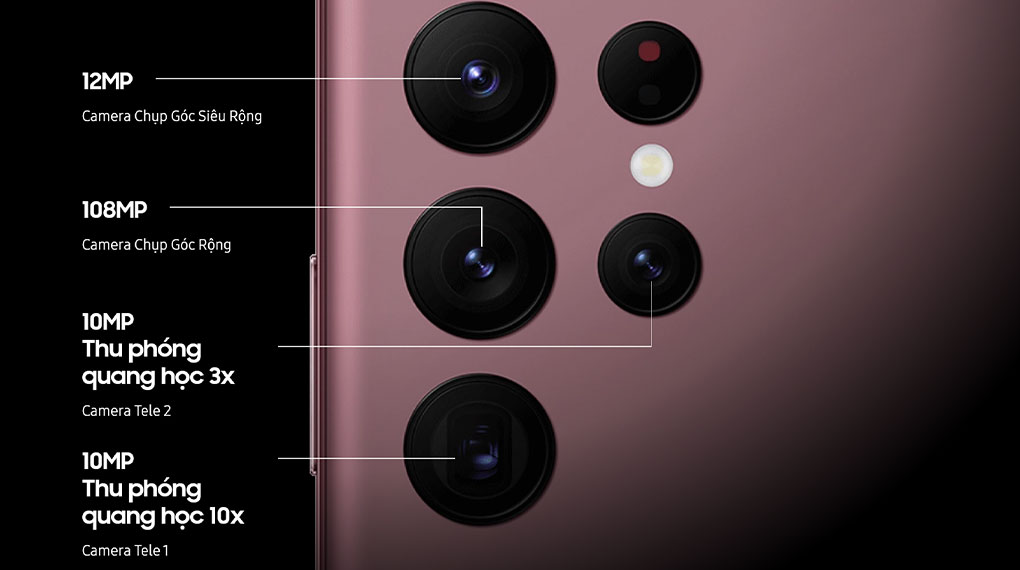 12MP
Camera Chụp Góc Siêu Rộng
108MP
Camera Chụp Góc Rộng
10MP
Thu phóng
quang học 3x
Camera Tele 2
10MP
Thu phóng
quang học 10x
Camera Tele 1